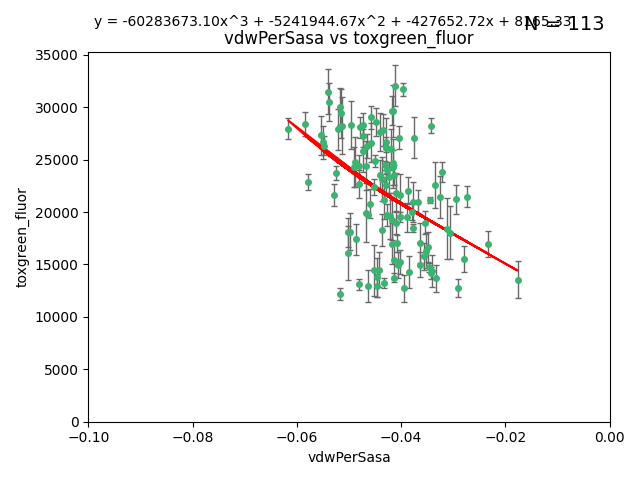 y = -60283673.10x^3 + -5241944.67x^2 + -427652.72x + 8165.33
N = 113
vdwPerSasa vs toxgreen_fluor
35000
30000
25000
20000
15000
10000
5000
0
toxgreen_fluor
−0.10 −0.08 −0.06 −0.04 −0.02 0.00
vdwPerSasa